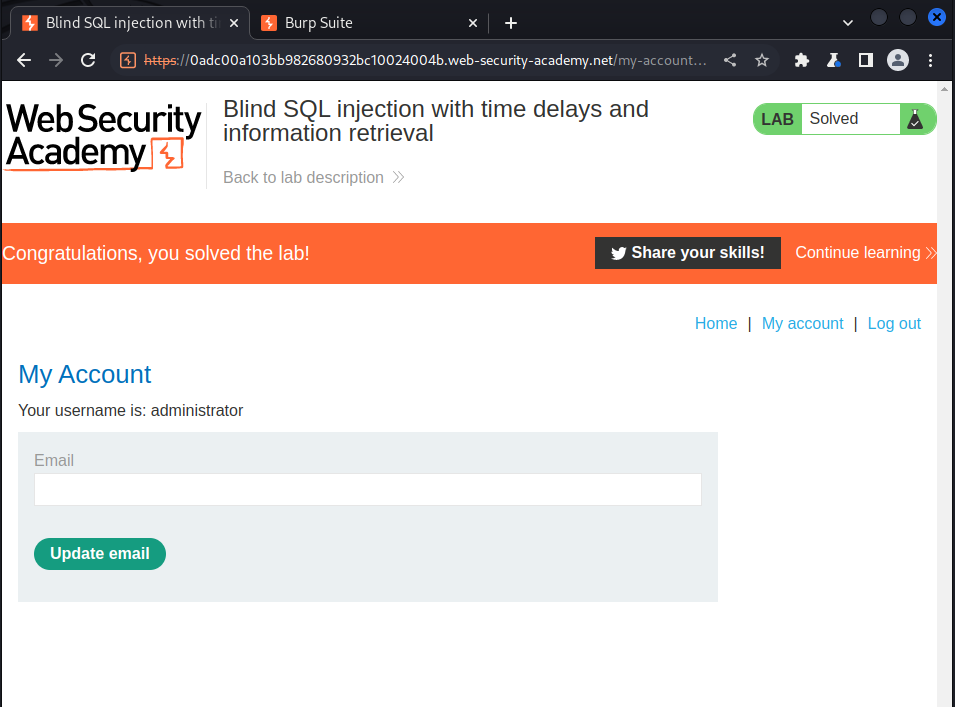 Blind SQL injection with ti
Burp Suite
https://0adc00a103bb982680932bc10024004b.web-security-academy.net/my-account...
Web Security
Academy
Blind SQL injection with time delays and
information retrieval
Back to lab description
LAB
Solved
Congratulations, you solved the lab!
Share your skills!
Continue learning
Home | My account | Log out
My Account
Your username is: administrator
Email
Update email